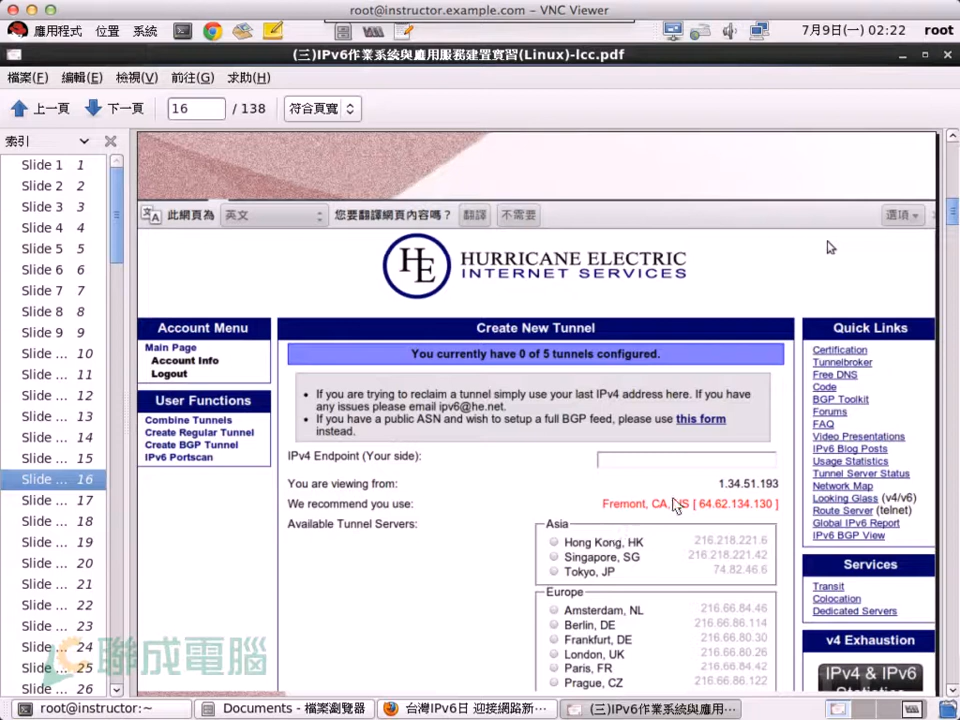 root@instructor.example.com – VNC Viewer
應用程式 位置 系統 7月9日(一) 02:22 root
(三)IPv6作業系統與應用服務建置實習(Linux)-lcc.pdf
檔案(F) 編輯(E) 檢視(V) 前往(G) 求助(H)
上一頁 下一頁 16 / 138 符合頁寬
索引
Slide 1 1
Slide 2 2
Slide 3 3
Slide 4 4
Slide 5 5
Slide 6 6
Slide 7 7
Slide 8 8
Slide 9 9
Slide ... 10
Slide ... 11
Slide ... 12
Slide ... 13
Slide ... 14
Slide ... 15
Slide ... 16
Slide ... 17
Slide ... 18
Slide ... 19
Slide ... 20
Slide ... 21
Slide ... 22
Slide ... 23
Slide ... 24
Slide ... 25
Slide ... 26
此網頁為 英文 您要翻譯網頁內容嗎? 翻譯 不需要 選項
HE HURRICANE ELECTRIC
INTERNET SERVICES
Account Menu
Main Page
Account Info
Logout
User Functions
Combine Tunnels
Create Regular Tunnel
Create BGP Tunnel
IPv6 Portscan
Create New Tunnel
You currently have 0 of 5 tunnels configured.
• If you are trying to reclaim a tunnel simply use your last IPv4 address here. If you have
any issues please email ipv6@he.net.
• If you have a public ASN and wish to setup a full BGP feed, please use this form
instead.
IPv4 Endpoint (Your side):
You are viewing from: 1.34.51.193
We recommend you use: Fremont, CA, US [ 64.62.134.130 ]
Available Tunnel Servers:
Asia
Hong Kong, HK 216.218.221.6
Singapore, SG 216.218.221.42
Tokyo, JP 74.82.46.6
Europe
Amsterdam, NL 216.66.84.46
Berlin, DE 216.66.86.114
Frankfurt, DE 216.66.80.30
London, UK 216.66.80.26
Paris, FR 216.66.84.42
Prague, CZ 216.66.86.122
Quick Links
Certification
Tunnelbroker
Free DNS
Code
BGP Toolkit
Forums
FAQ
Video Presentations
IPv6 Blog Posts
Usage Statistics
Tunnel Server Status
Network Map
Looking Glass (v4/v6)
Route Server (telnet)
Global IPv6 Report
IPv6 BGP View
Services
Transit
Colocation
Dedicated Servers
v4 Exhaustion
IPv4 & IPv6
Statistics
聯成電腦
root@instructor:~ Documents - 檔案瀏覽器 台灣IPv6日 迎接網路新… (三)IPv6作業系統與應用…